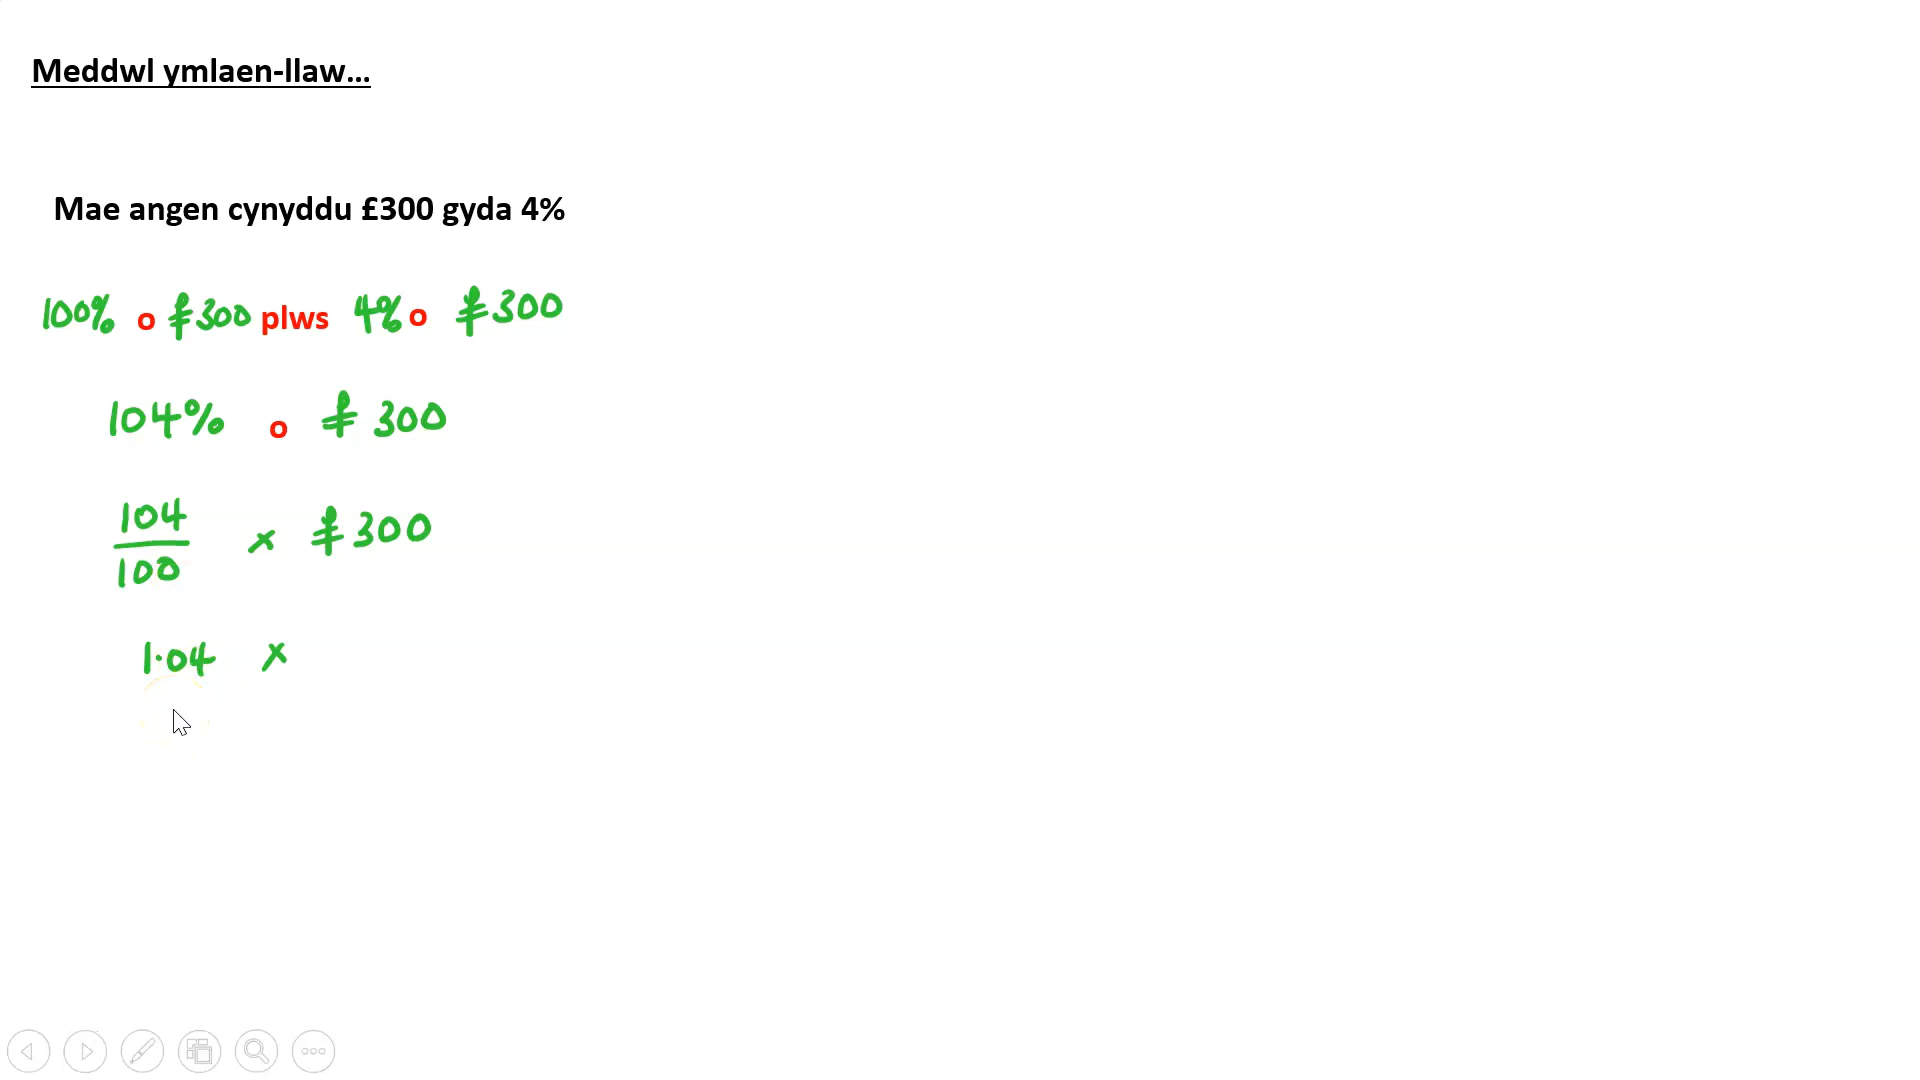 Meddwl ymlaen-llaw...
Mae angen cynyddu £300 gyda 4%
100% o £300 plws 4% o £300
104% o £300
104
100 × £300
1·04 ×